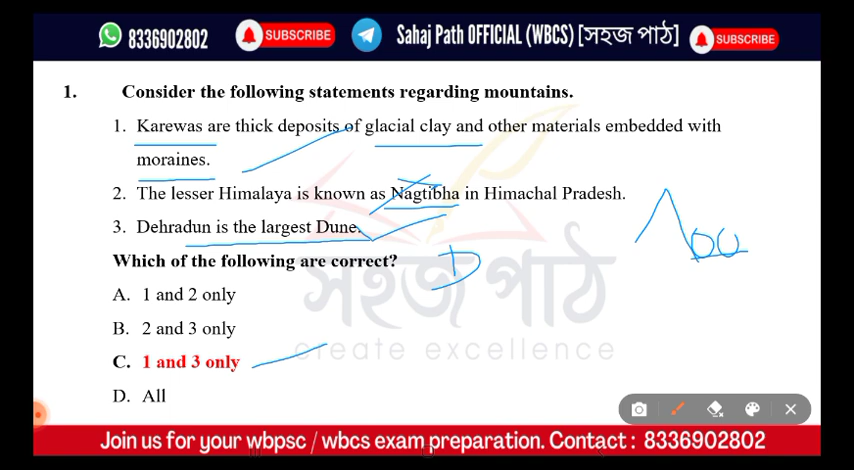 8336902802 SUBSCRIBE Sahaj Path OFFICIAL (WBCS) [সহজ পাঠ] SUBSCRIBE
1. Consider the following statements regarding mountains.
1. Karewas are thick deposits of glacial clay and other materials embedded with
moraines.
2. The lesser Himalaya is known as Nagtibha in Himachal Pradesh.
3. Dehradun is the largest Dune.
Which of the following are correct?
A. 1 and 2 only
B. 2 and 3 only
সহজ পাঠ
C. 1 and 3 only
create excellence
D. All
Join us for your wbpsc / wbcs exam preparation. Contact : 8336902802